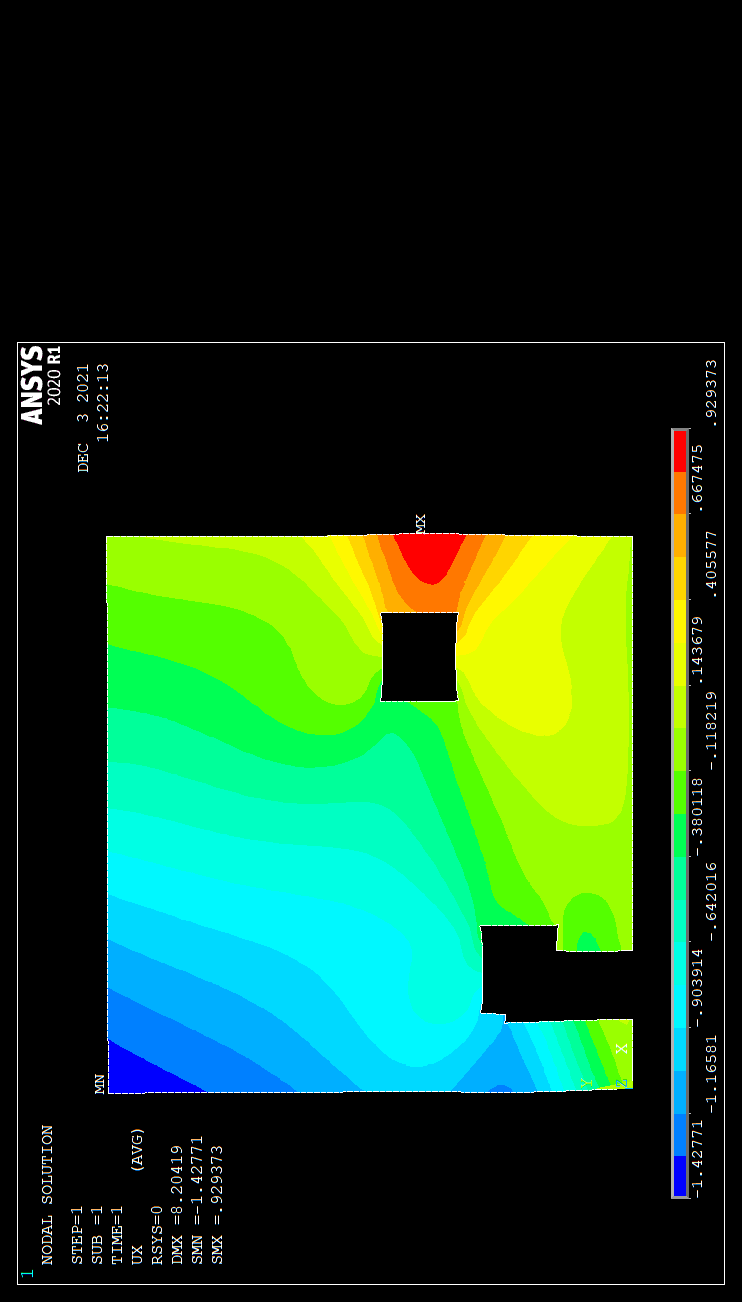 1
NODAL SOLUTION
STEP=1
SUB =1
TIME=1
UX (AVG)
RSYS=0
DMX =8.20419
SMN =-1.42771
SMX =.929373
ANSYS
2020 R1
DEC 3 2021
16:22:13
MN
MX
Y
Z X
-1.42771
-1.16581
-.903914
-.642016
-.380118
-.118219
.143679
.405577
.667475
.929373